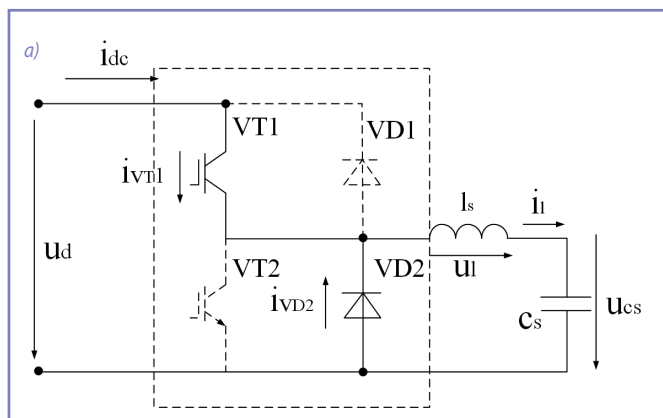 a)
idc
VT1
VD1
iVT1
ls
il
ud
VT2
VD2
ul
iVD2
cs
ucs